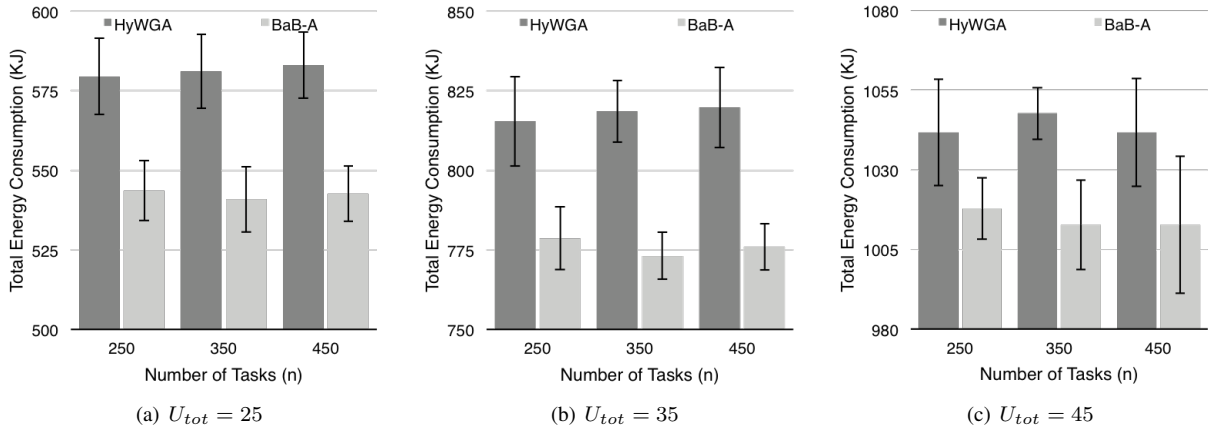 Total Energy Consumption (KJ)
600
575
550
525
500
HyWGA
BaB-A
250
350
450
Number of Tasks (n)
(a) U_tot = 25
Total Energy Consumption (KJ)
850
825
800
775
750
HyWGA
BaB-A
250
350
450
Number of Tasks (n)
(b) U_tot = 35
Total Energy Consumption (KJ)
1080
1055
1030
1005
980
HyWGA
BaB-A
250
350
450
Number of Tasks (n)
(c) U_tot = 45